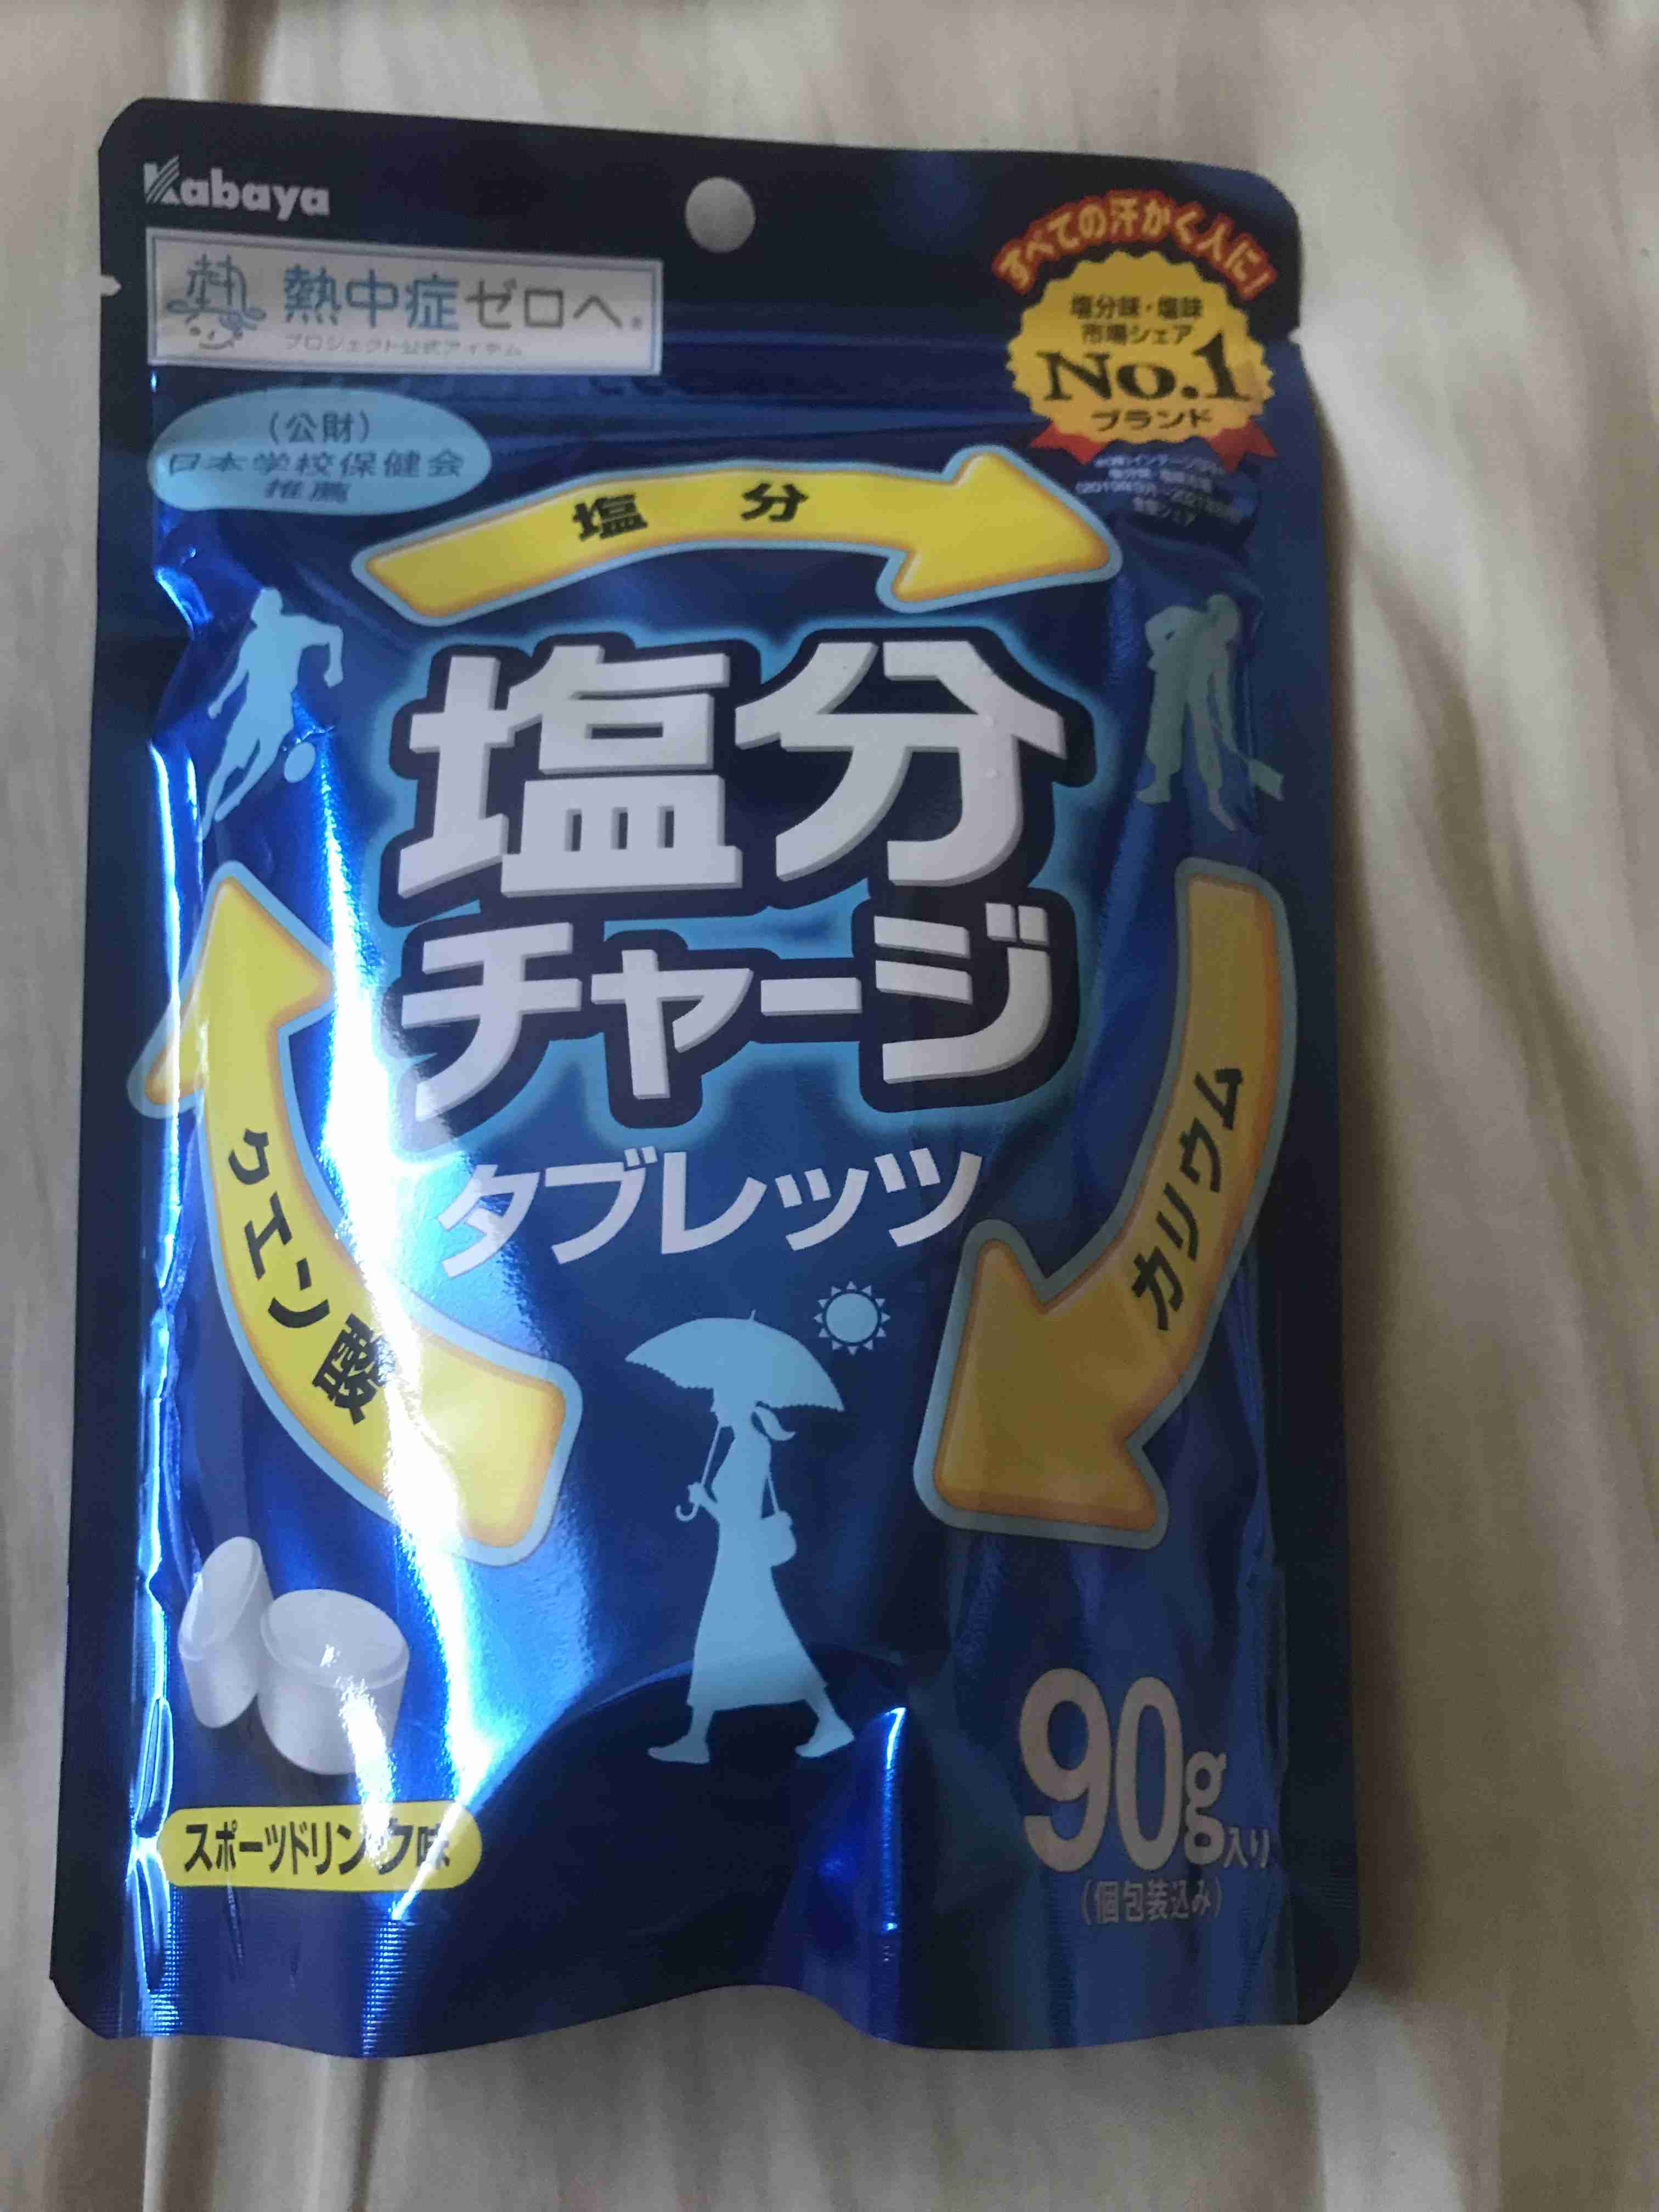 Kabaya
熱中症ゼロへ
プロジェクト公式アイテム
すべての汗かく人に!
塩分味・塩味
市場シェア
No.1
ブランド
(公財)
日本学校保健会
推薦
塩分
塩分
チャージ
タブレッツ
カリウム
クエン酸
スポーツドリンク味
90g入り
(個包装込み)